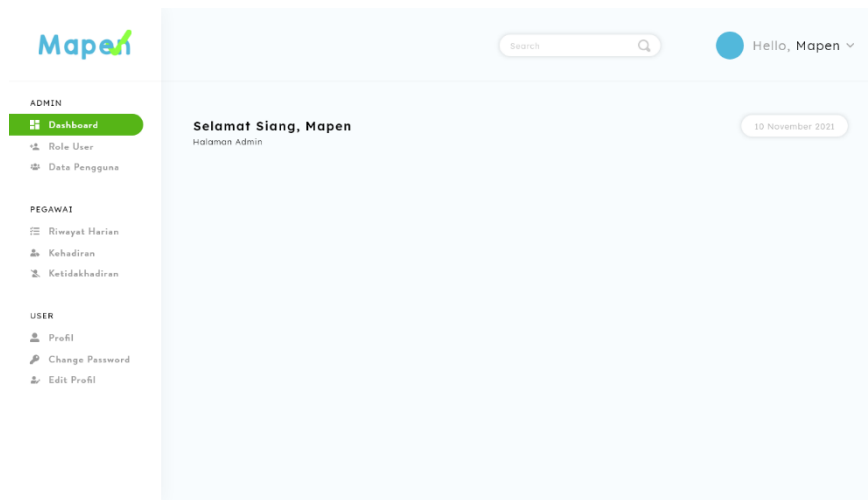 Mapen
Search
Hello, Mapen
ADMIN
Dashboard
Role User
Data Pengguna
PEGAWAI
Riwayat Harian
Kehadiran
Ketidakhadiran
USER
Profil
Change Password
Edit Profil
Selamat Siang, Mapen
Halaman Admin
10 November 2021